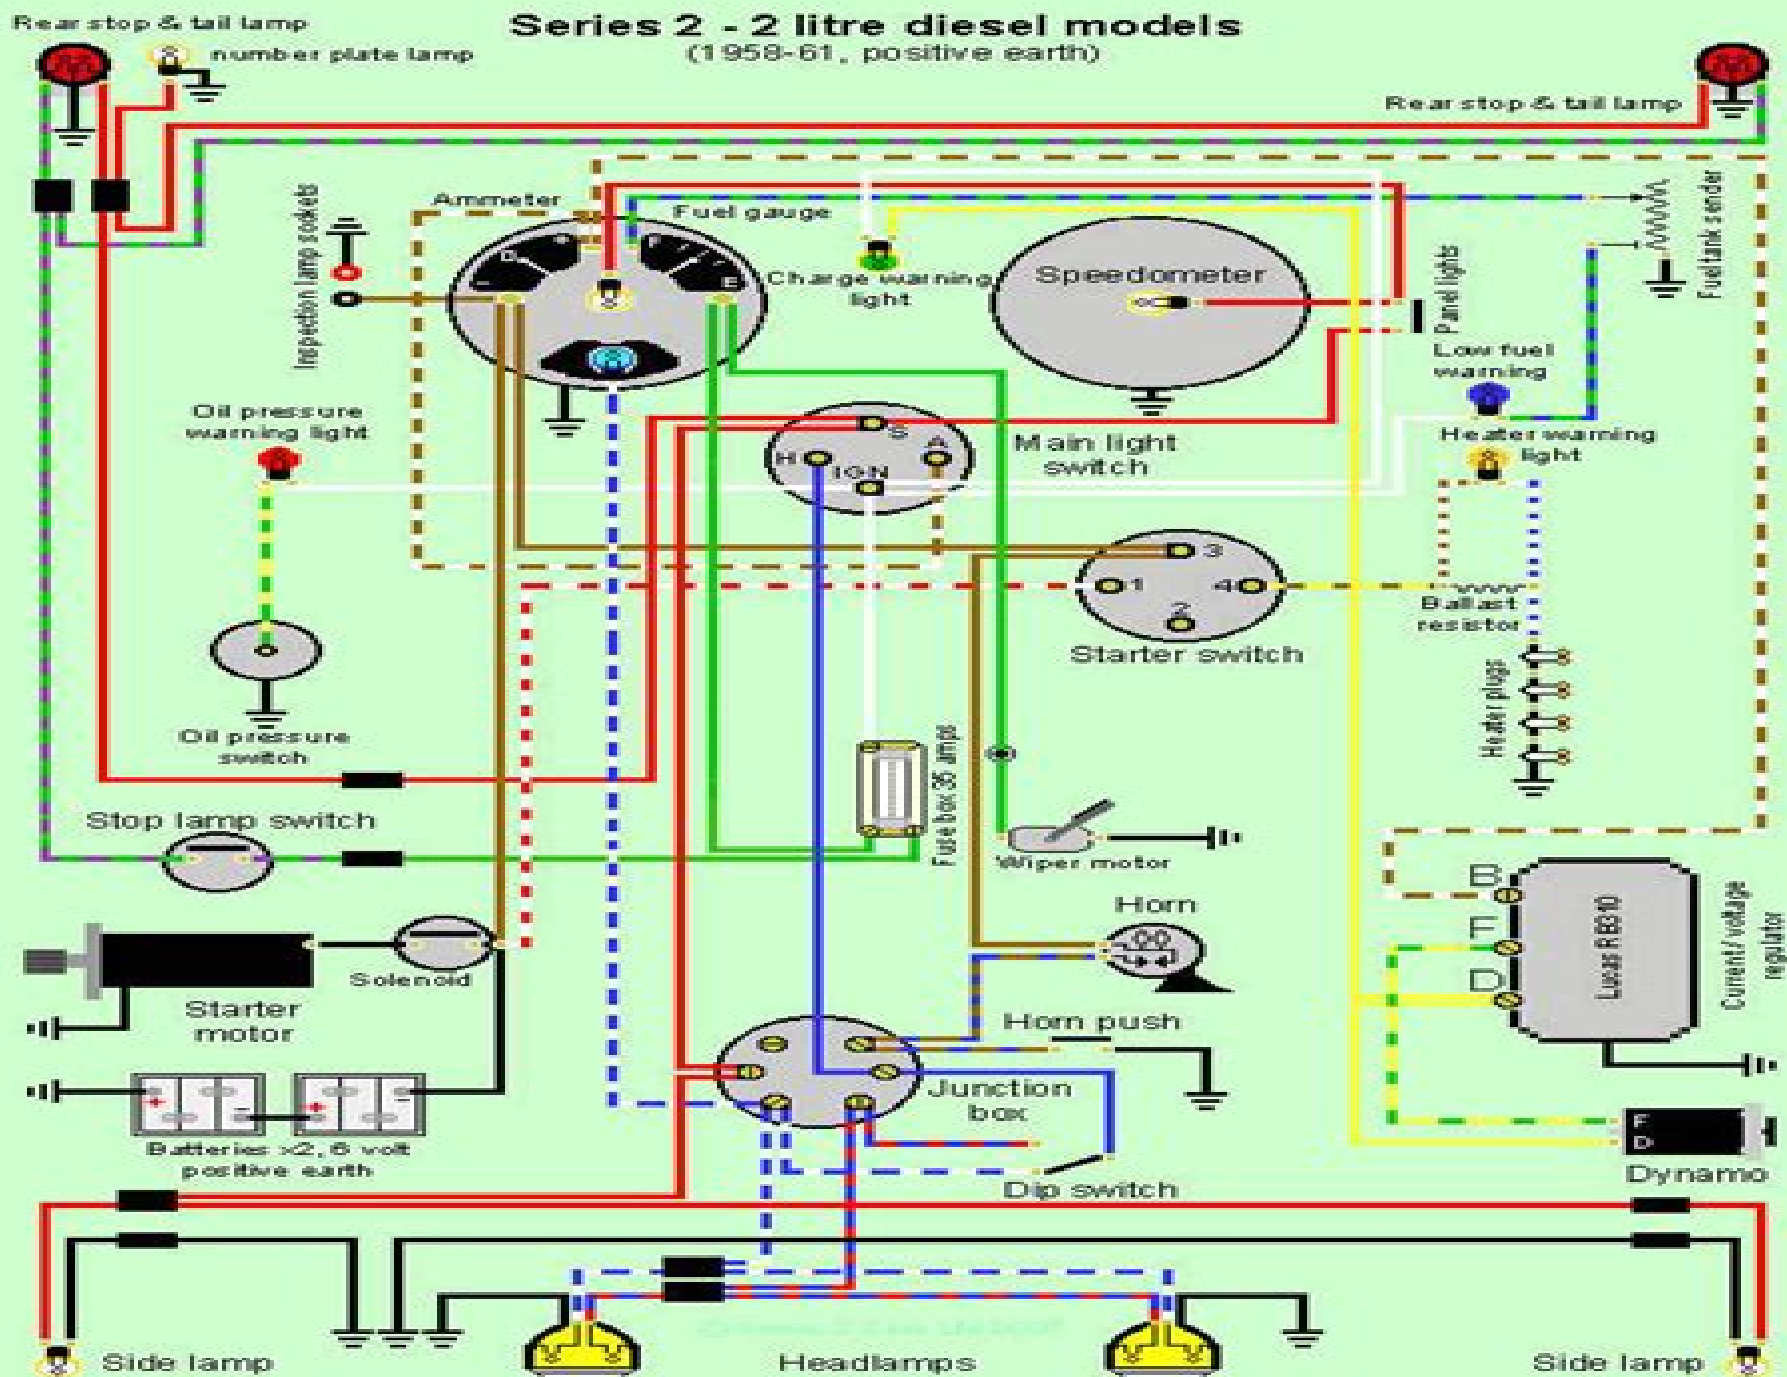 Series 2 - 2 litre diesel models
(1958-61, positive earth)
Rear stop & tail lamp
number plate lamp
Rear stop & tail lamp
Inspection lamp sockets
Ammeter
Fuel gauge
E
Charge warning
light
Speedometer
Panel lights
Fuel tank sender
Low fuel
warning
Heater warning
light
Oil pressure
warning light
S
H
A
IGN
Main light
switch
3
1
4
2
Starter switch
Ballast
resistor
Heater plugs
Oil pressure
switch
Fuse box 35 amps
Stop lamp switch
Wiper motor
Horn
B
F
D
Lucas RB310
Current / voltage
regulator
Solenoid
Starter
motor
Horn push
Junction
box
+
-
+
-
Batteries x2, 6 volt
positive earth
F
D
Dynamo
Dip switch
Side lamp
Headlamps
Side lamp